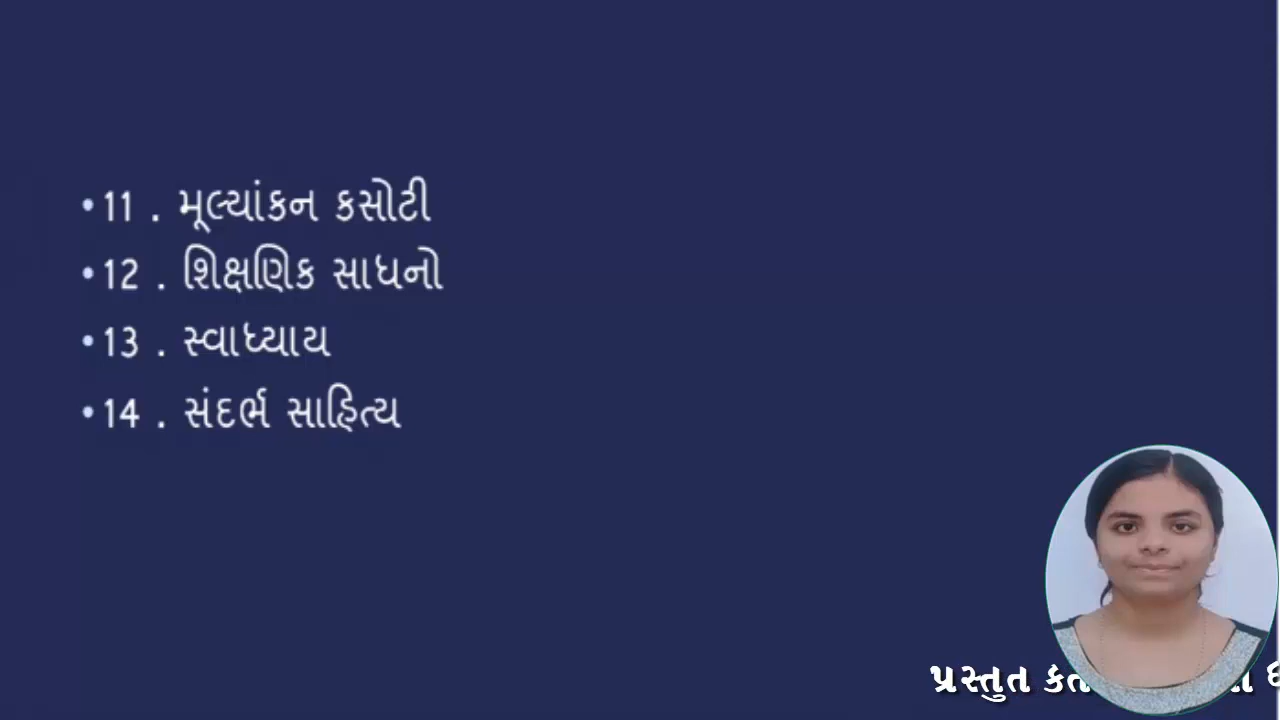 •11 . મૂલ્યાંકન કસોટી
•12 . શિક્ષણિક સાધનો
•13 . સ્વાધ્યાય
•14 . સંદર્ભ સાહિત્ય
પ્રસ્તુત